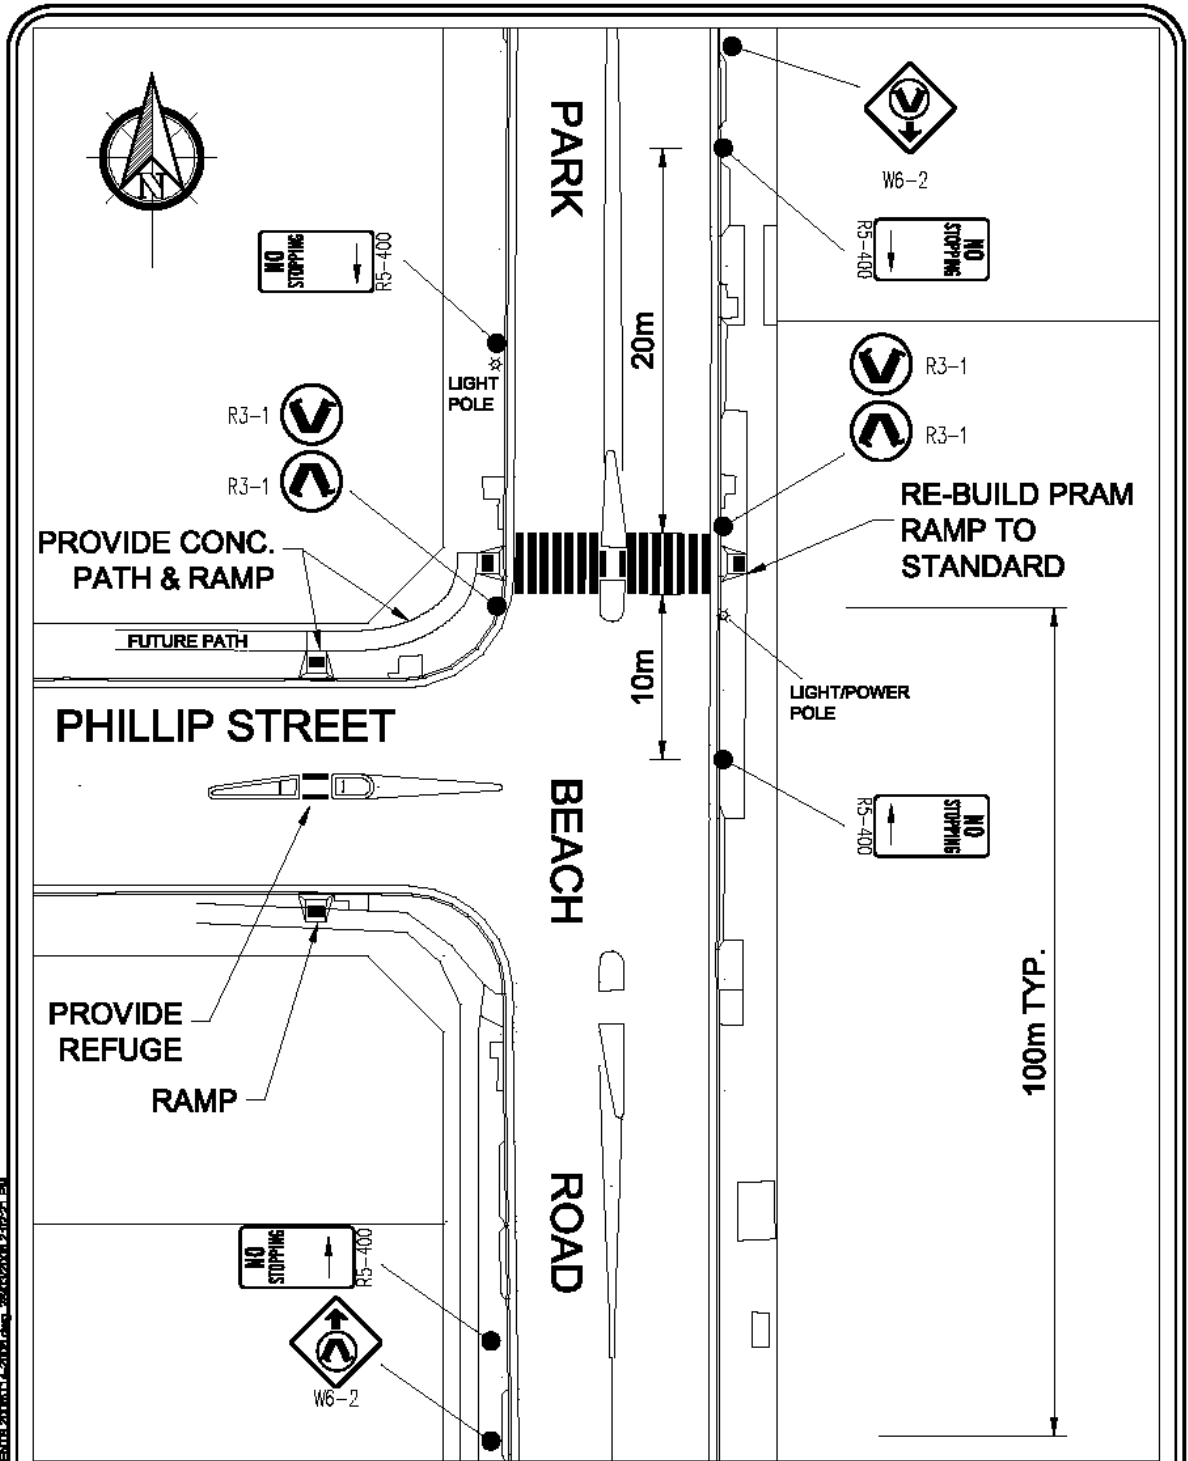 PARK
W6-2
NO
STOPPING
R5-400
NO
STOPPING
R5-400
N
20m
LIGHT
POLE
R3-1
R3-1
R3-1
R3-1
RE-BUILD PRAM
RAMP TO
STANDARD
PROVIDE CONC.
PATH & RAMP
FUTURE PATH
10m
LIGHT/POWER
POLE
PHILLIP STREET
BEACH
NO
STOPPING
R5-400
PROVIDE
REFUGE
RAMP
100m TYP.
ROAD
NO
STOPPING
R5-400
W6-2